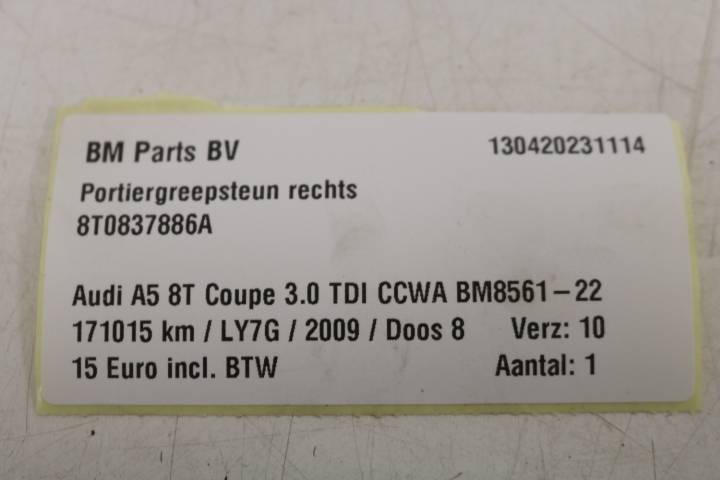 BM Parts BV 130420231114
Portiergreepsteun rechts
8T0837886A
Audi A5 8T Coupe 3.0 TDI CCWA BM8561-22
171015 km / LY7G / 2009 / Doos 8 Verz: 10
15 Euro incl. BTW Aantal: 1